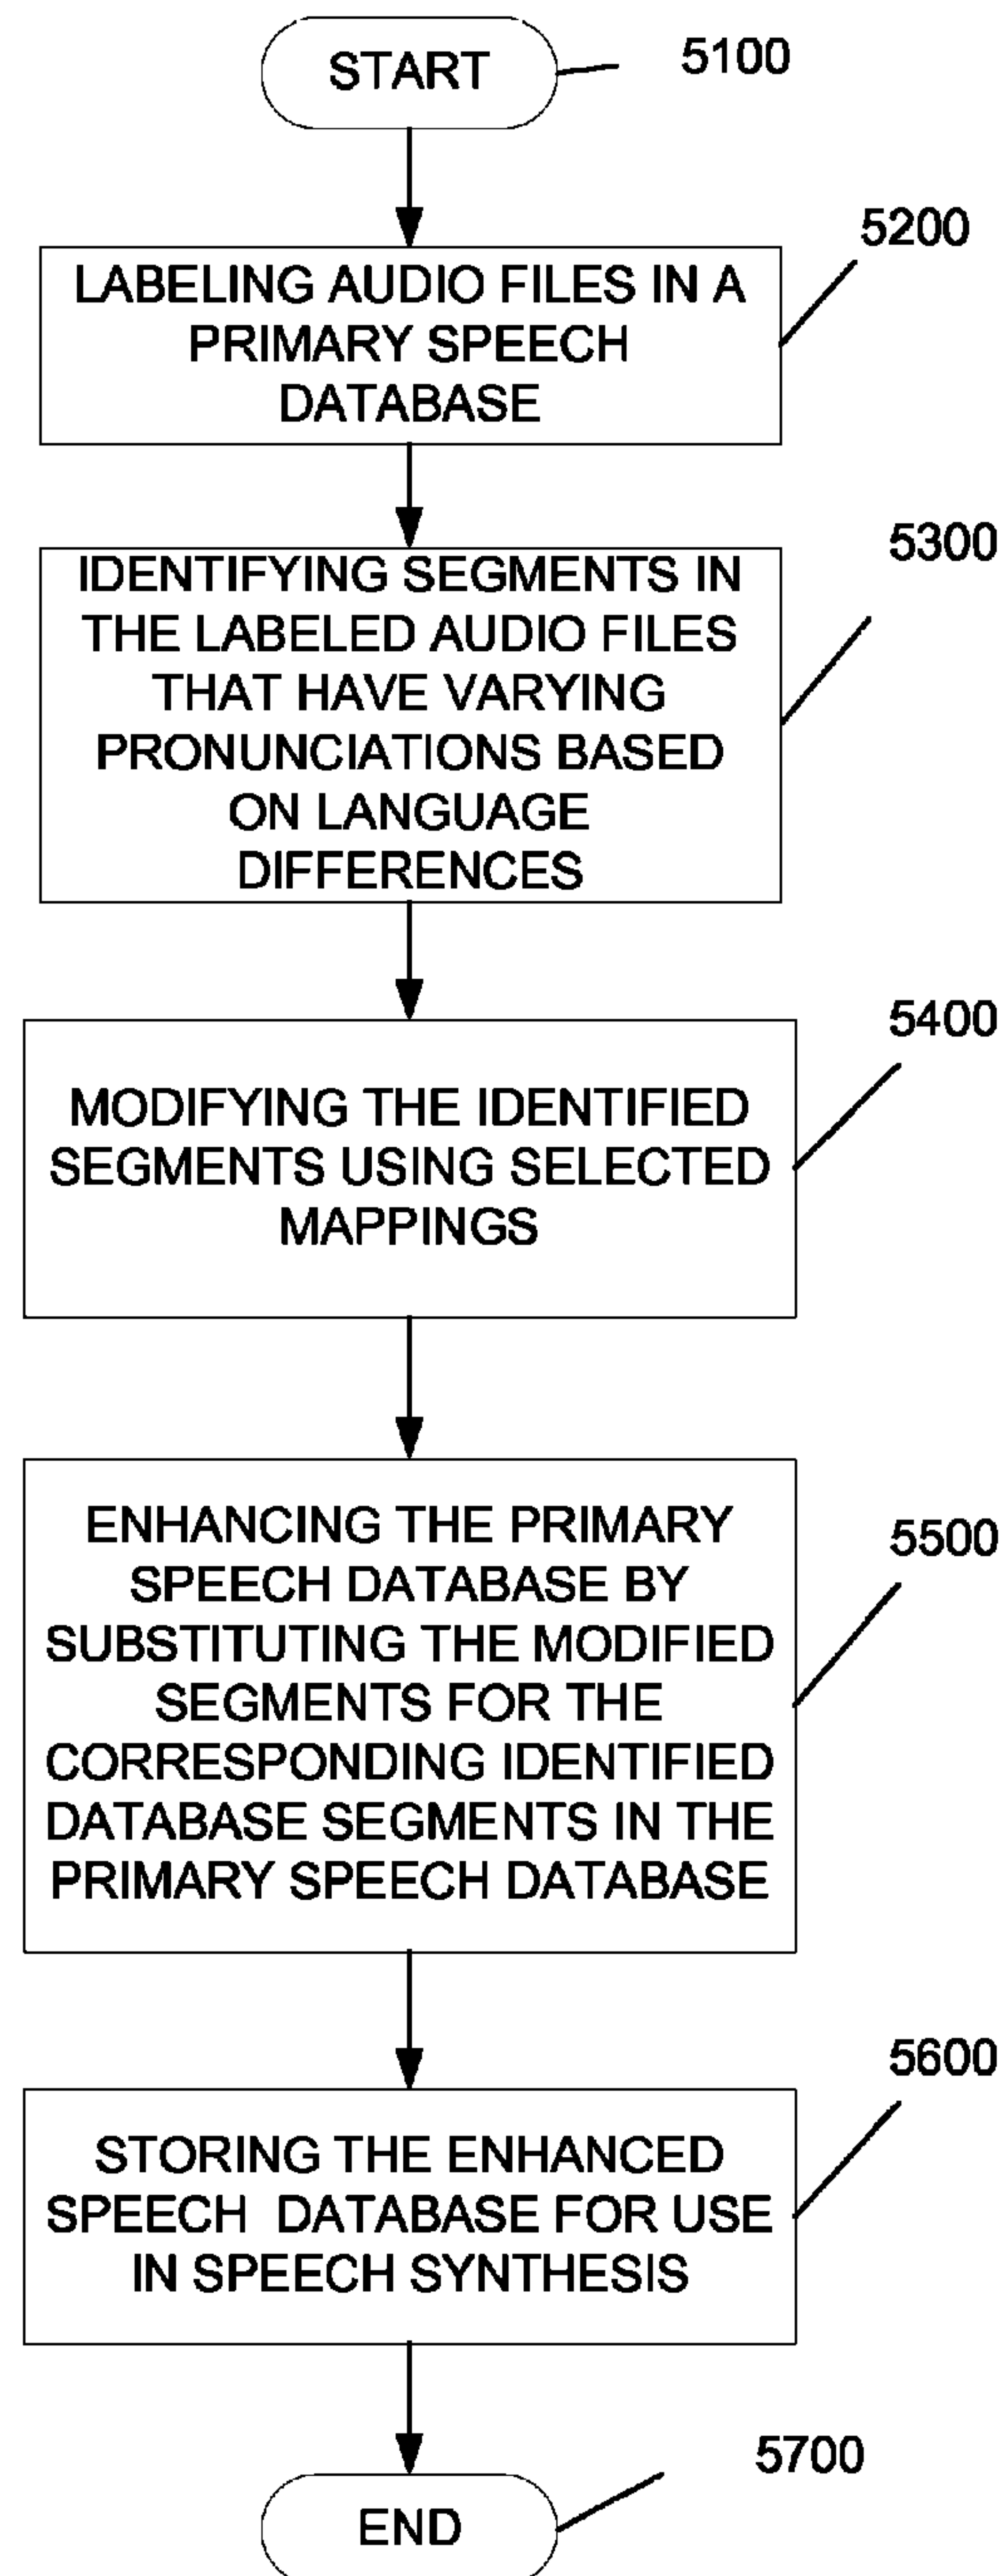 START
5100
5200
LABELING AUDIO FILES IN A
PRIMARY SPEECH
DATABASE
5300
IDENTIFYING SEGMENTS IN
THE LABELED AUDIO FILES
THAT HAVE VARYING
PRONUNCIATIONS BASED
ON LANGUAGE
DIFFERENCES
5400
MODIFYING THE IDENTIFIED
SEGMENTS USING SELECTED
MAPPINGS
5500
ENHANCING THE PRIMARY
SPEECH DATABASE BY
SUBSTITUTING THE MODIFIED
SEGMENTS FOR THE
CORRESPONDING IDENTIFIED
DATABASE SEGMENTS IN THE
PRIMARY SPEECH DATABASE
5600
STORING THE ENHANCED
SPEECH DATABASE FOR USE
IN SPEECH SYNTHESIS
5700
END